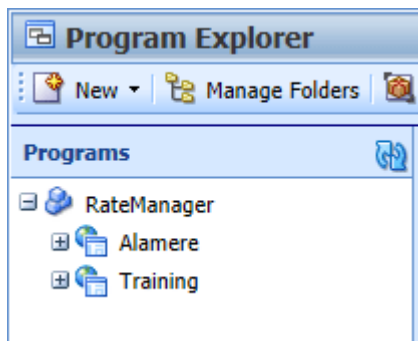 Program Explorer
New Manage Folders
Programs
RateManager
Alamere
Training